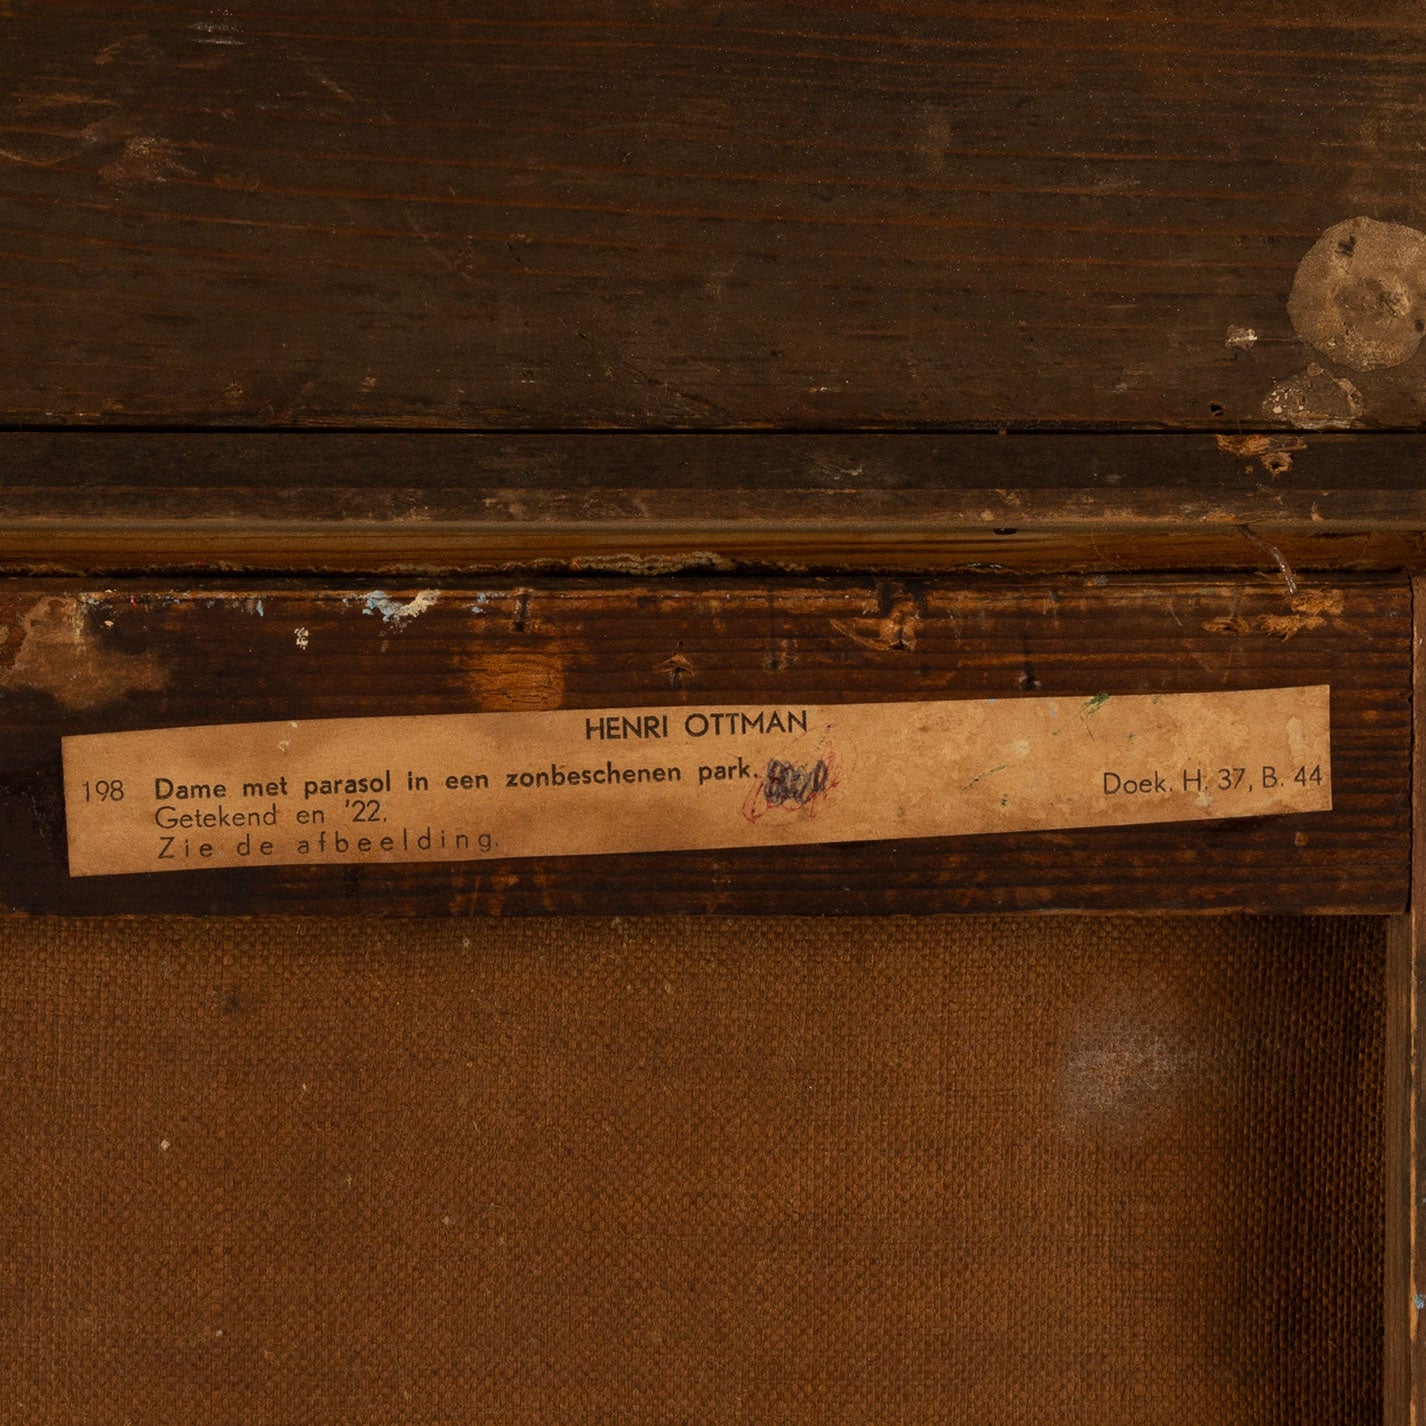 HENRI OTTMAN
198 Dame met parasol in een zonbeschenen park. Doek. H. 37, B. 44
Getekend en '22.
Zie de afbeelding.